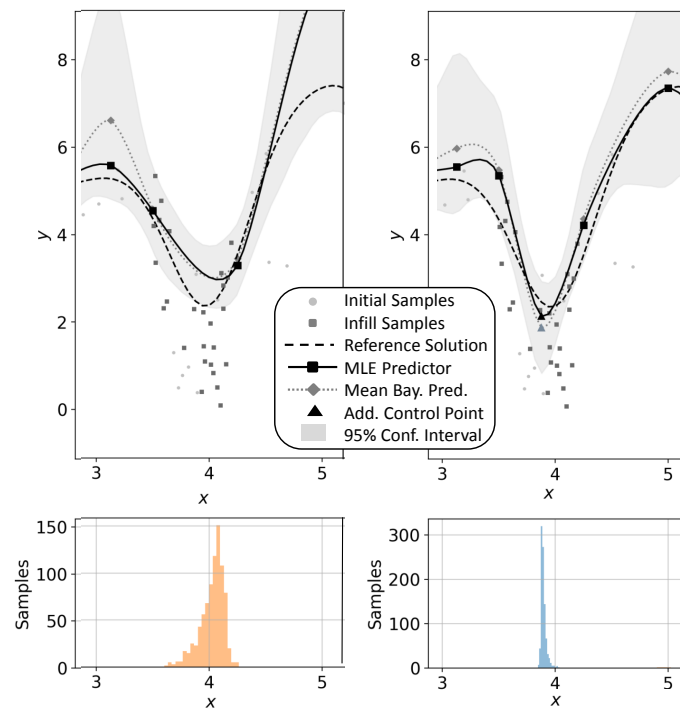 8
6
4
2
0
y
3
4
5
x
8
6
4
2
0
y
3
4
5
x
Initial Samples
Infill Samples
Reference Solution
MLE Predictor
Mean Bay. Pred.
Add. Control Point
95% Conf. Interval
150
100
50
0
Samples
3
4
5
x
300
200
100
0
Samples
3
4
5
x